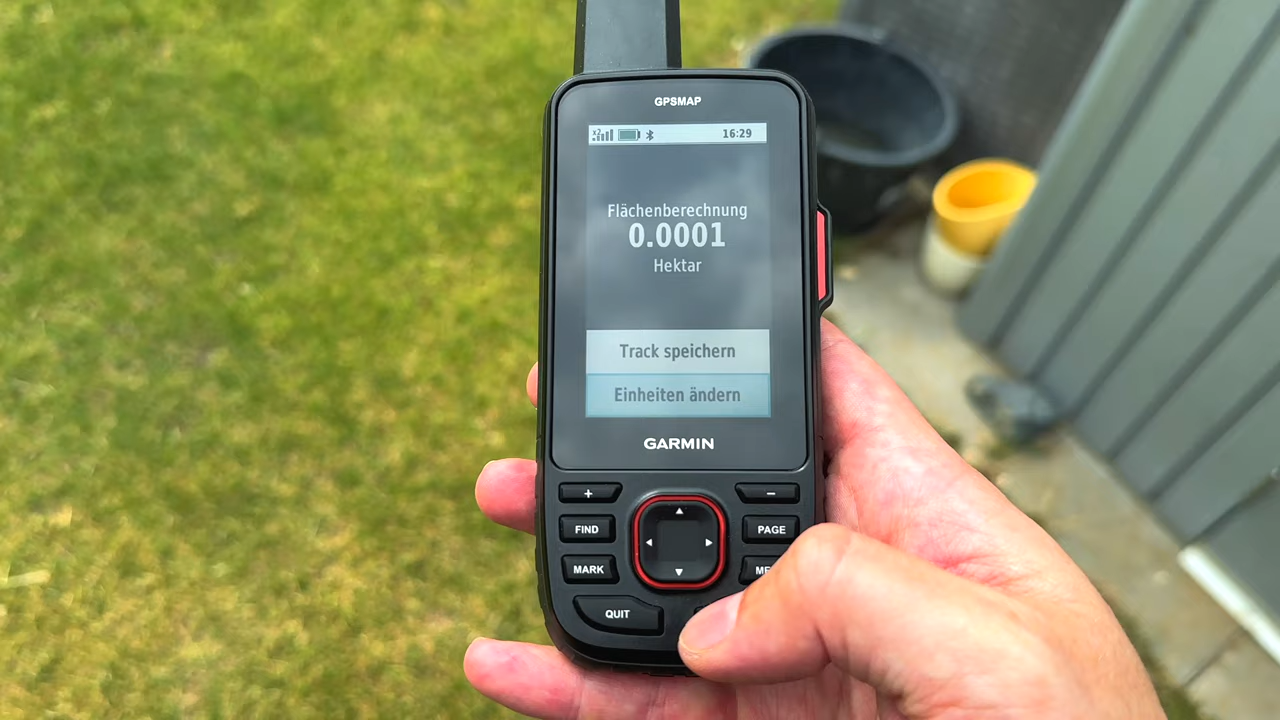 GPSMAP
16:29
Flächenberechnung
0.0001
Hektar
Track speichern
Einheiten ändern
GARMIN
+ −
FIND PAGE
MARK
QUIT